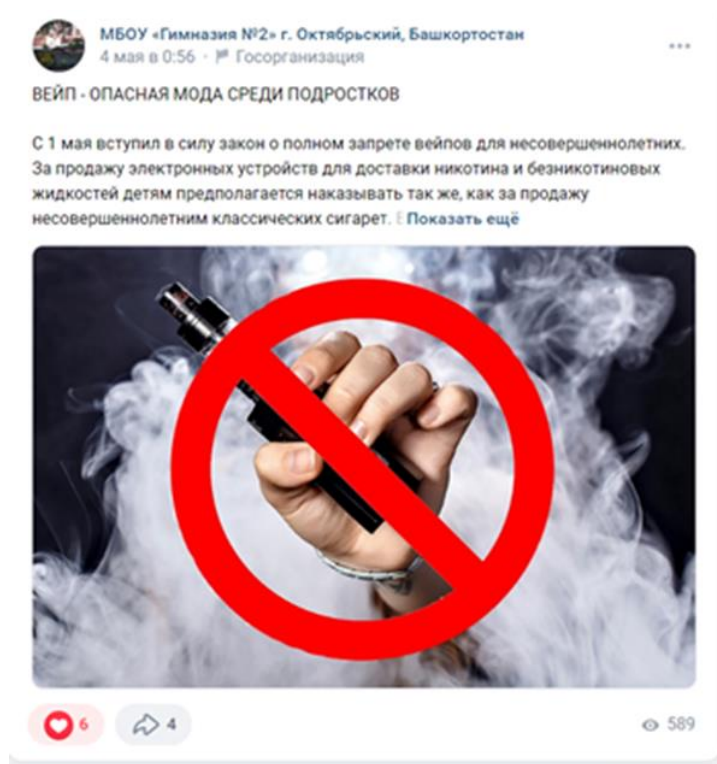 МБОУ «Гимназия №2» г. Октябрьский, Башкортостан
4 мая в 0:56 · Госорганизация
ВЕЙП - ОПАСНАЯ МОДА СРЕДИ ПОДРОСТКОВ
С 1 мая вступил в силу закон о полном запрете вейпов для несовершеннолетних.
За продажу электронных устройств для доставки никотина и безникотиновых
жидкостей детям предполагается наказывать так же, как за продажу
несовершеннолетним классических сигарет. Показать ещё
6
4
589